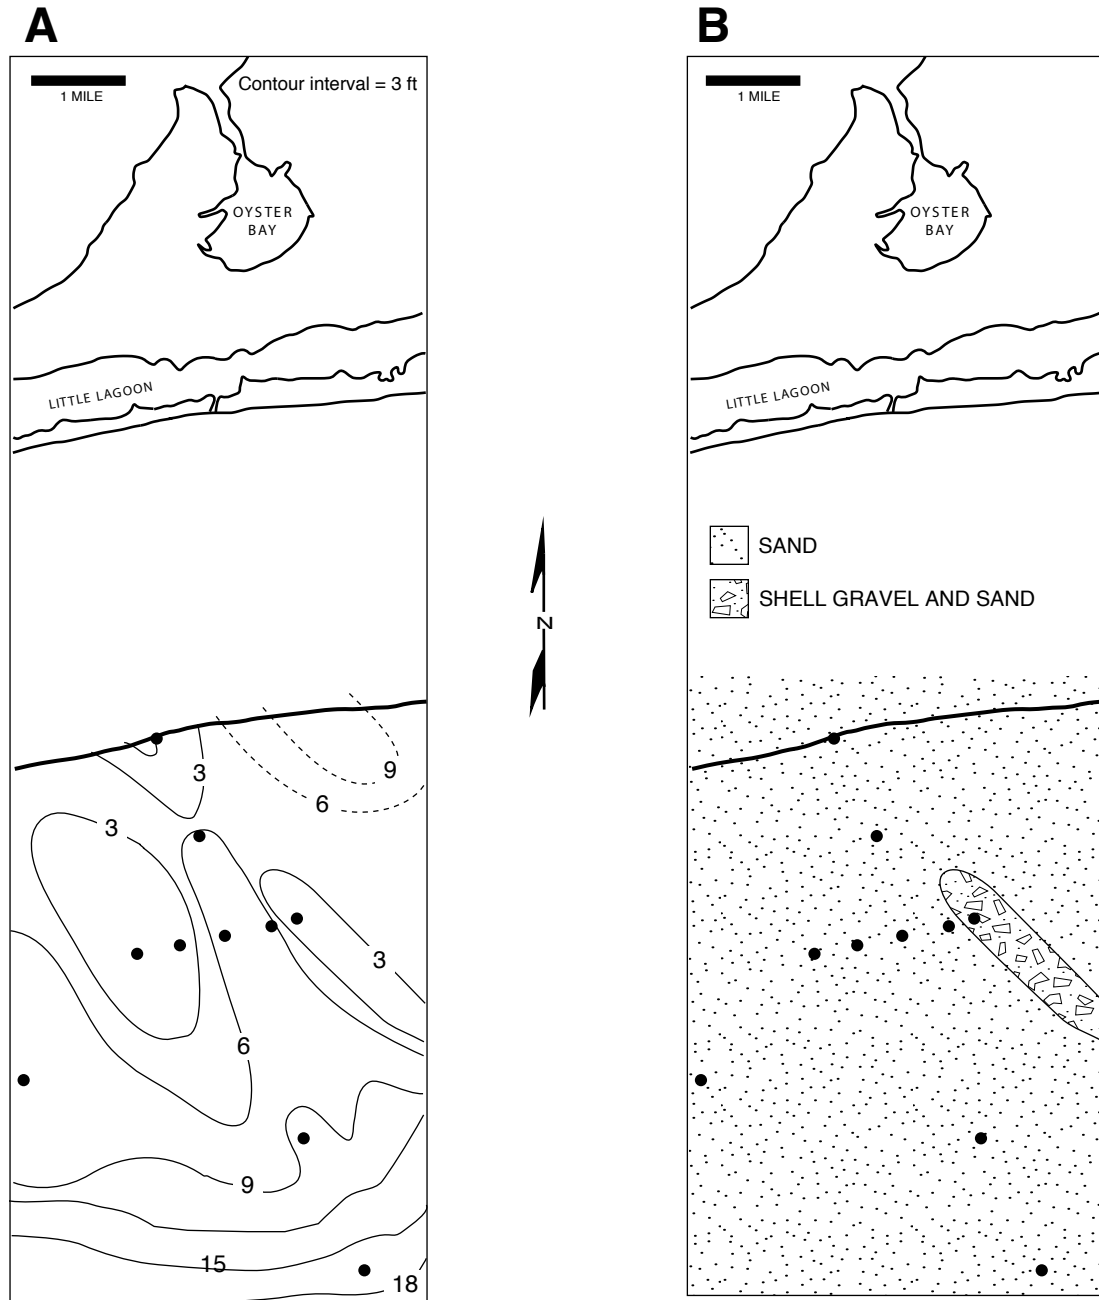 A
1 MILE
Contour interval = 3 ft
OYSTER
BAY
LITTLE LAGOON
3
9
6
3
3
6
9
15
18
N
B
1 MILE
OYSTER
BAY
LITTLE LAGOON
SAND
SHELL GRAVEL AND SAND